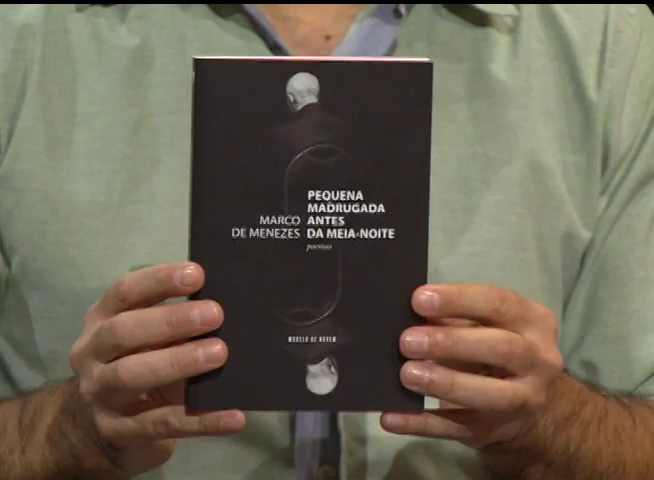 PEQUENA
MADRUGADA
MARCO ANTES
DE MENEZES DA MEIA-NOITE
poemas
MODELO DE NUVEM